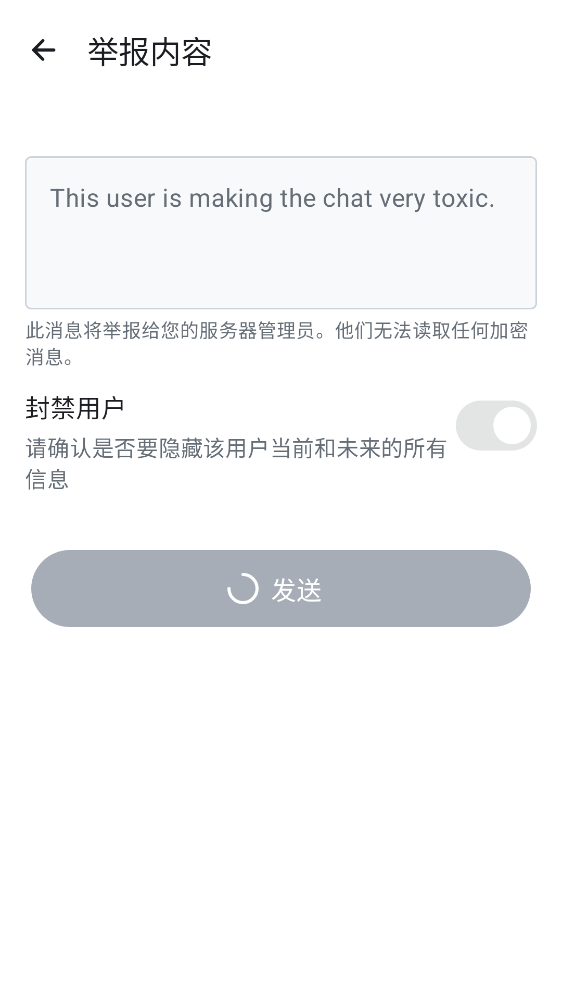 举报内容
This user is making the chat very toxic.
此消息将举报给您的服务器管理员。他们无法读取任何加密
消息。
封禁用户
请确认是否要隐藏该用户当前和未来的所有
信息
发送